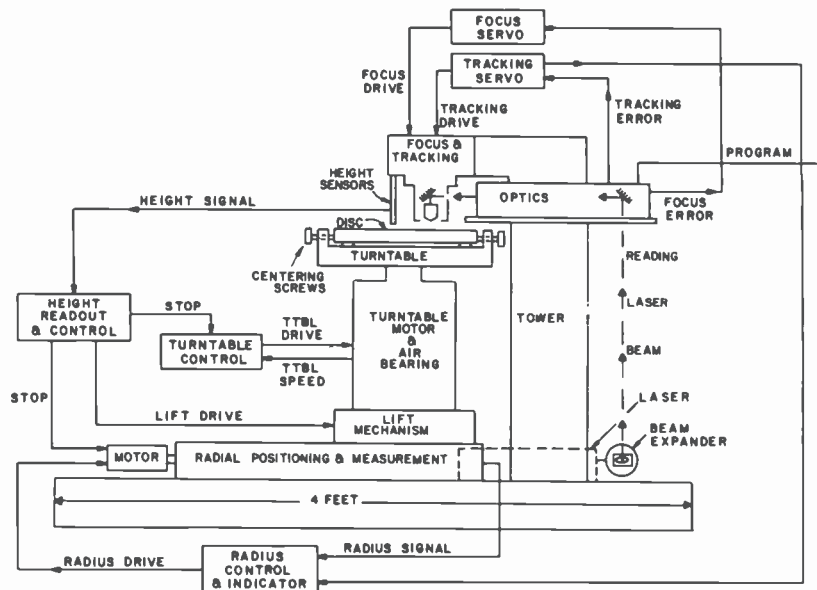 FOCUS
SERVO
TRACKING
SERVO
FOCUS
DRIVE
TRACKING
DRIVE
TRACKING
ERROR
PROGRAM
FOCUS &
TRACKING
HEIGHT
SENSORS
OPTICS
FOCUS
ERROR
HEIGHT SIGNAL
DISC
TURNTABLE
CENTERING
SCREWS
READING
HEIGHT
READOUT
& CONTROL
STOP
TURNTABLE
CONTROL
TTBL
DRIVE
TTBL
SPEED
TURNTABLE
MOTOR
&
AIR
BEARING
TOWER
LASER
BEAM
STOP
LIFT DRIVE
LIFT
MECHANISM
LASER
BEAM
EXPANDER
MOTOR
RADIAL POSITIONING & MEASUREMENT
4 FEET
RADIUS DRIVE
RADIUS
CONTROL
& INDICATOR
RADIUS SIGNAL